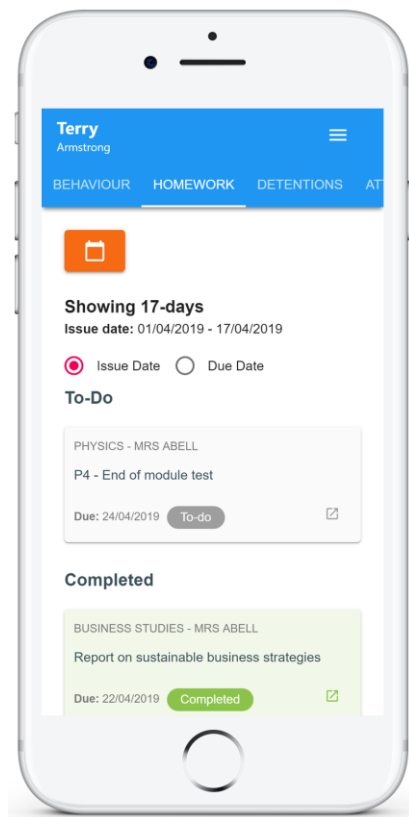 Terry
Armstrong
BEHAVIOUR HOMEWORK DETENTIONS AT
Showing 17-days
Issue date: 01/04/2019 - 17/04/2019
Issue Date Due Date
To-Do
PHYSICS - MRS ABELL
P4 - End of module test
Due: 24/04/2019 To-do
Completed
BUSINESS STUDIES - MRS ABELL
Report on sustainable business strategies
Due: 22/04/2019 Completed